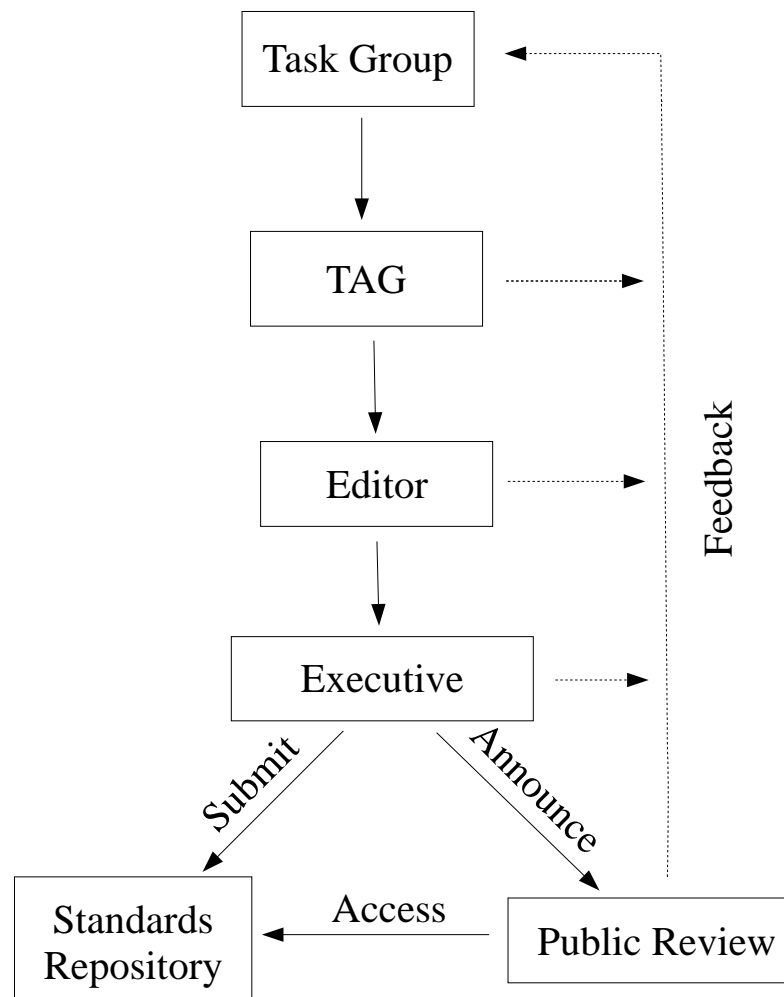 Task Group
TAG
Editor
Feedback
Executive
Submit
Announce
Standards
Repository
Access
Public Review